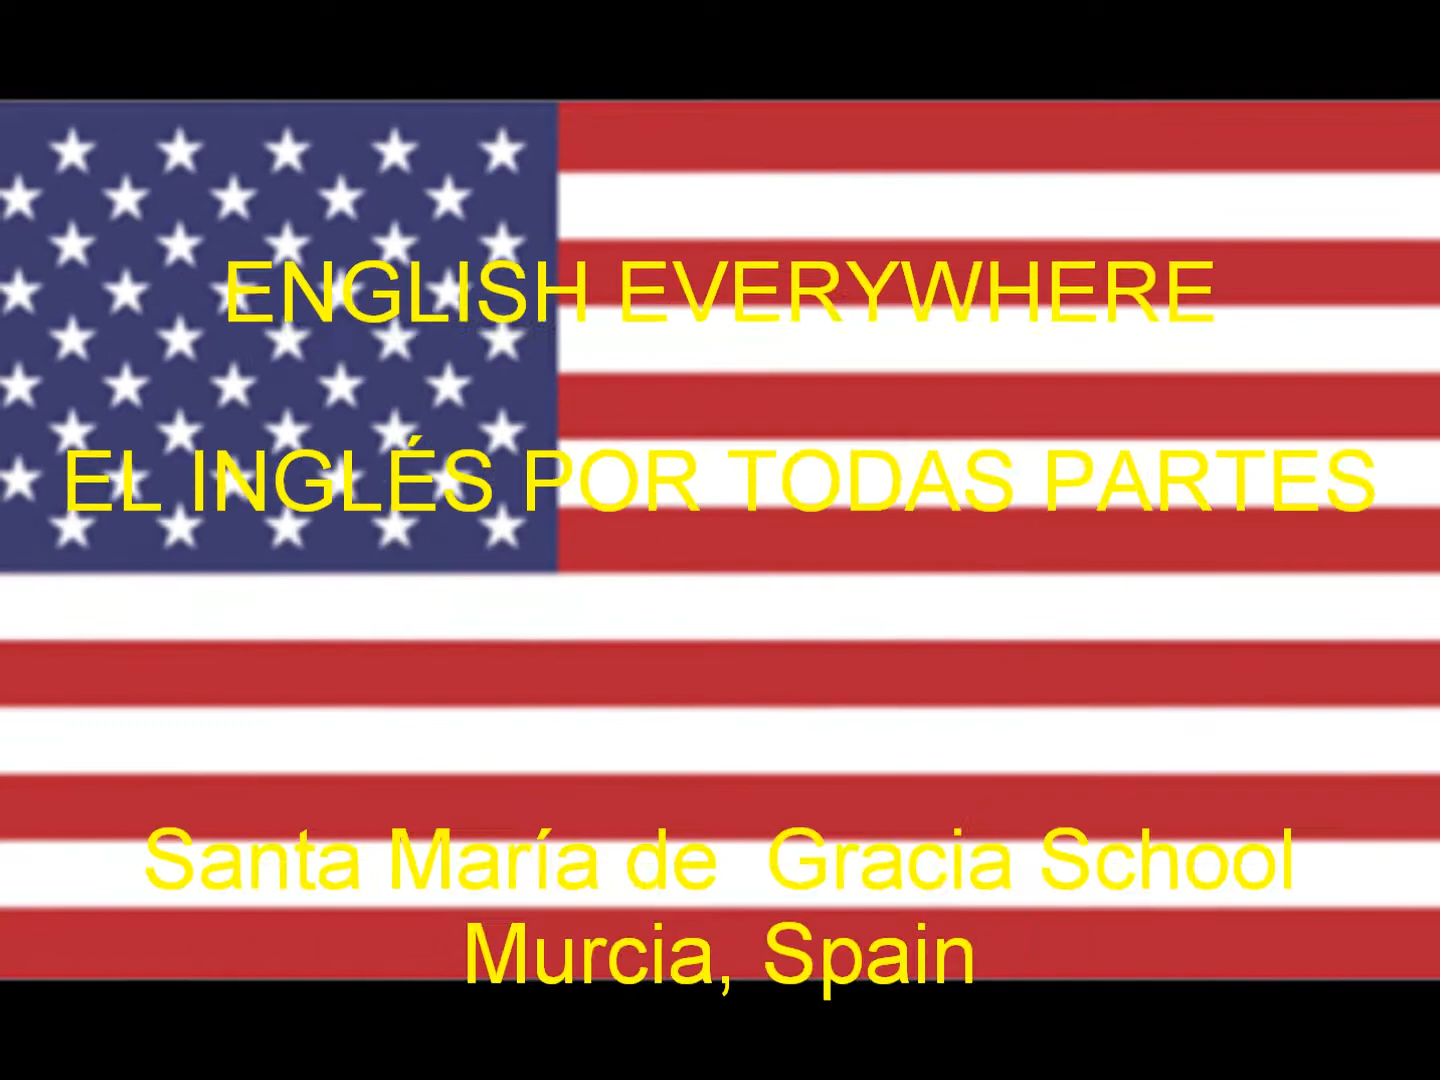 ENGLISH EVERYWHERE
EL INGLÉS POR TODAS PARTES
Santa María de Gracia School
Murcia, Spain